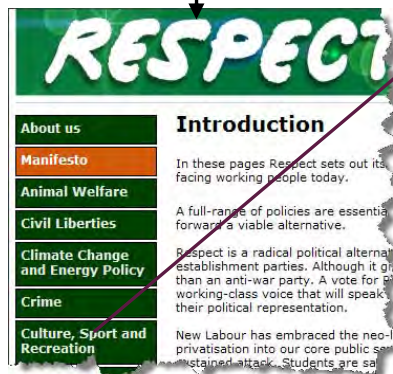 RESPECT
About us
Manifesto
Animal Welfare
Civil Liberties
Climate Change
and Energy Policy
Crime
Culture, Sport and
Recreation
Introduction
In these pages Respect sets out its
facing working people today.
A full-range of policies are essentia
forward a viable alternative.
Respect is a radical political alterna
establishment parties. Although it g
than an anti-war party. A vote for R
working-class voice that will speak
their political representation.
New Labour has embraced the neo-l
privatisation into our core public se
sustained attack. Students are sa